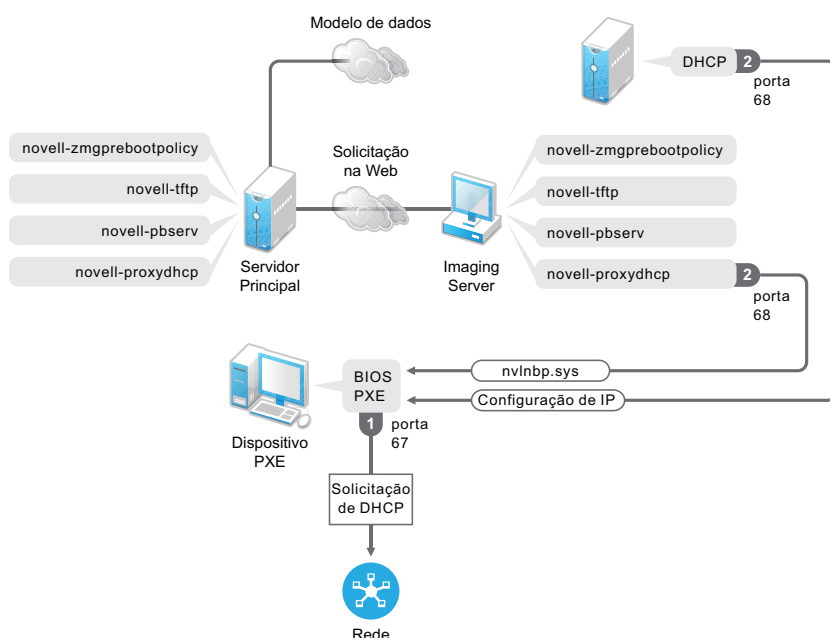 Modelo de dados
DHCP
2
porta
68
novell-zmgprebootpolicy
novell-tftp
novell-pbserv
novell-proxydhcp
Servidor
Principal
Solicitação
na Web
Imaging
Server
novell-zmgprebootpolicy
novell-tftp
novell-pbserv
novell-proxydhcp
2
porta
68
nvlnbp.sys
Configuração de IP
BIOS
PXE
1
porta
67
Dispositivo
PXE
Solicitação
de DHCP
Rede